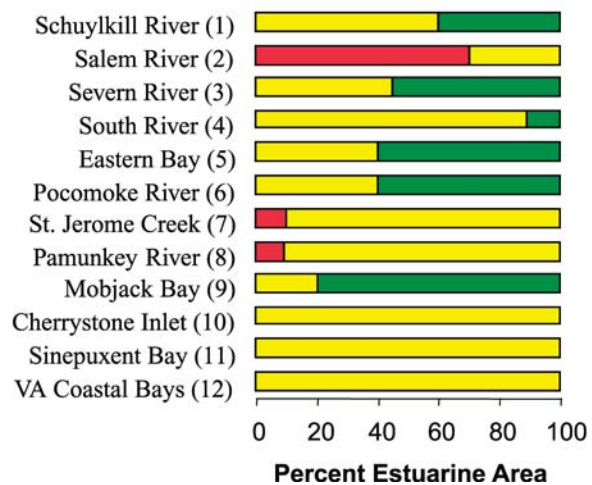 Schuylkill River (1)
Salem River (2)
Severn River (3)
South River (4)
Eastern Bay (5)
Pocomoke River (6)
St. Jerome Creek (7)
Pamunkey River (8)
Mobjack Bay (9)
Cherrystone Inlet (10)
Sinepuxent Bay (11)
VA Coastal Bays (12)
0 20 40 60 80 100
Percent Estuarine Area